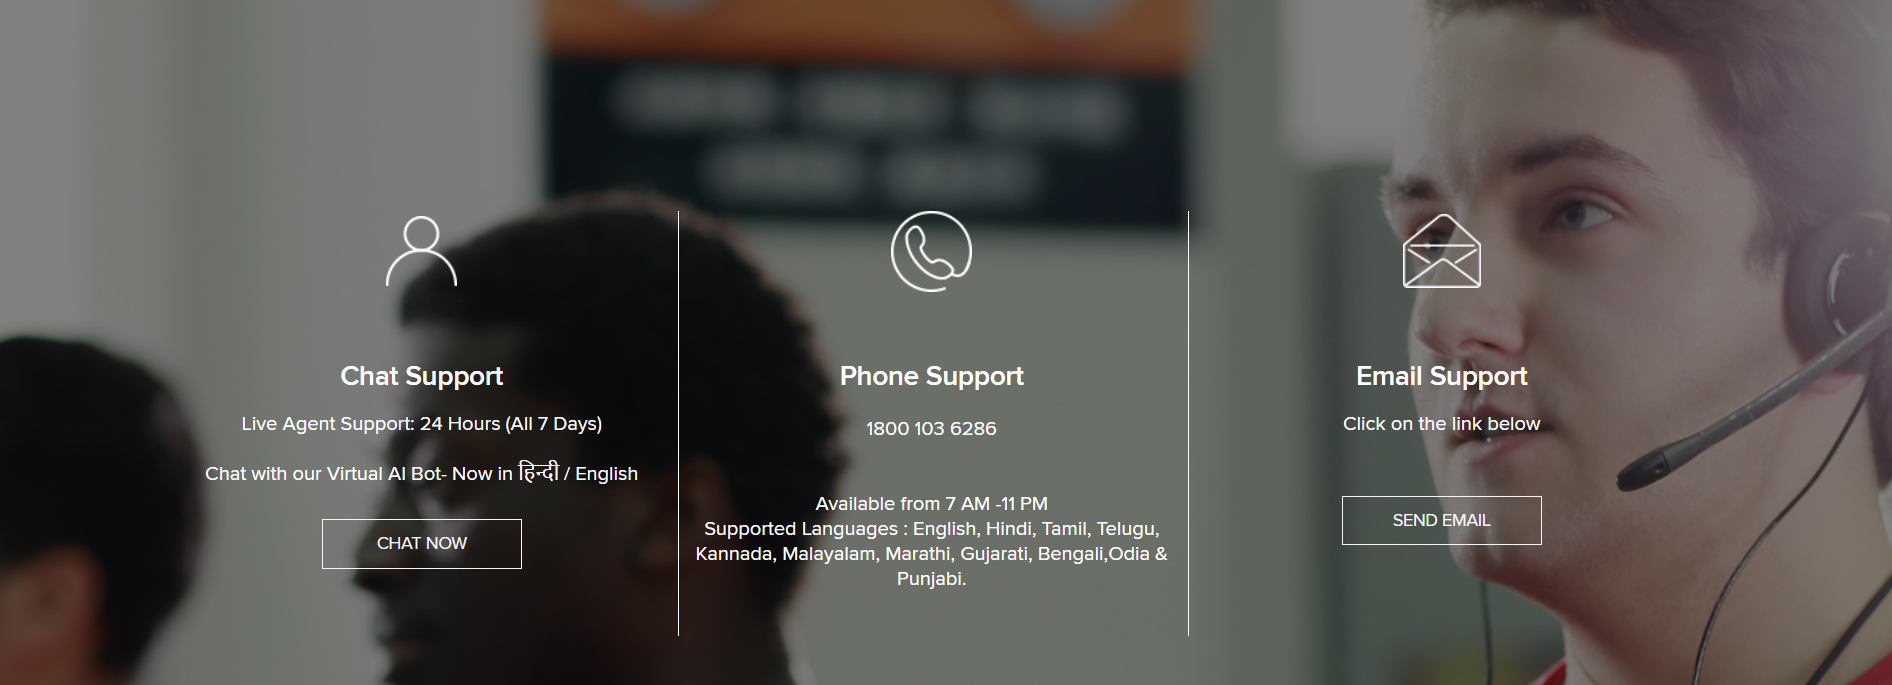 Chat Support
Live Agent Support: 24 Hours (All 7 Days)
Chat with our Virtual AI Bot- Now in हिन्दी / English
CHAT NOW
Phone Support
1800 103 6286
Available from 7 AM -11 PM
Supported Languages : English, Hindi, Tamil, Telugu,
Kannada, Malayalam, Marathi, Gujarati, Bengali,Odia &
Punjabi.
Email Support
Click on the link below
SEND EMAIL